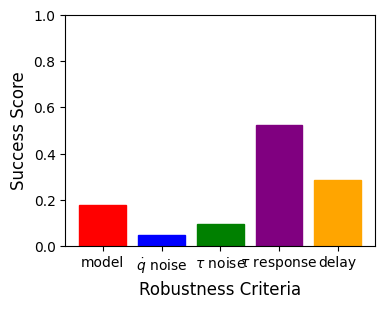 1.0
0.8
0.6
0.4
0.2
0.0
Success Score
model
q̇ noise
τ noise
τ response
delay
Robustness Criteria